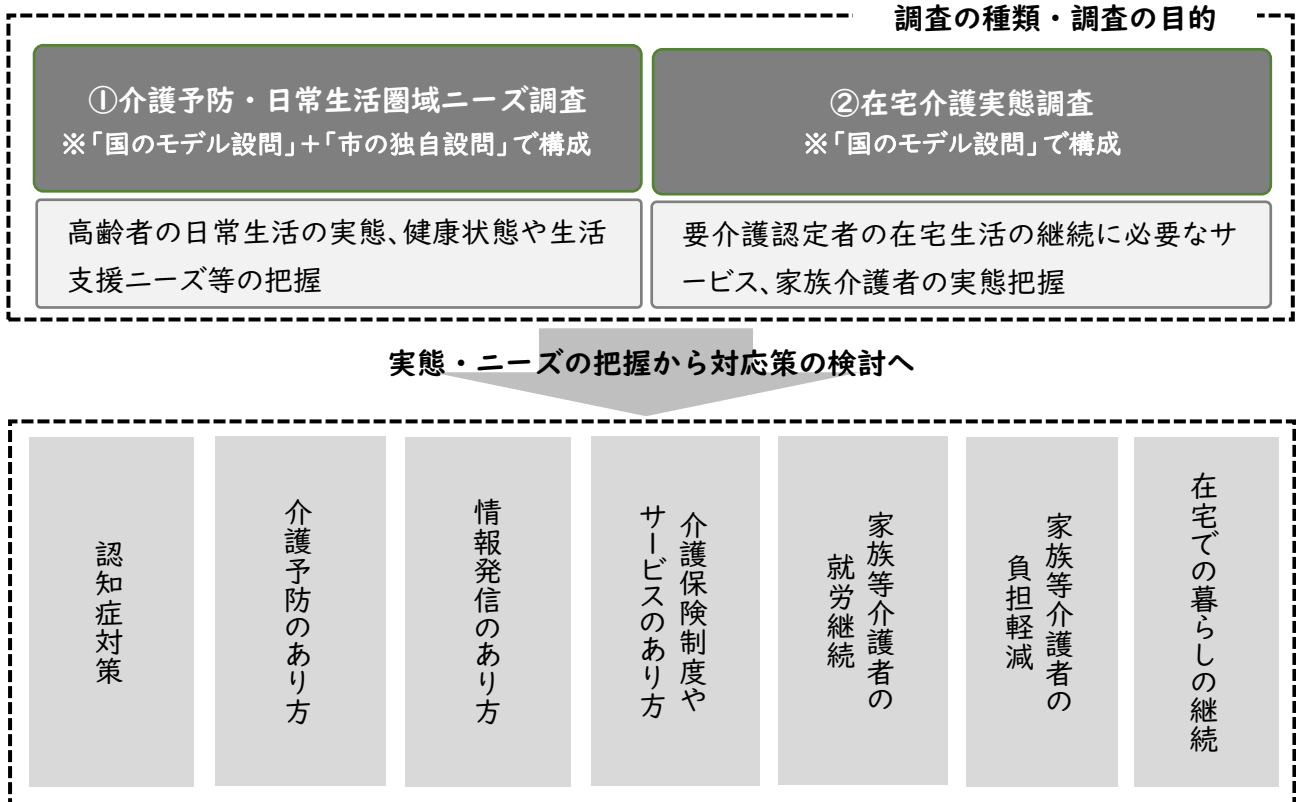 調査の種類・調査の目的
①介護予防・日常生活圏域ニーズ調査
※「国のモデル設問」+「市の独自設問」で構成
②在宅介護実態調査
※「国のモデル設問」で構成
高齢者の日常生活の実態、健康状態や生活
支援ニーズ等の把握
要介護認定者の在宅生活の継続に必要なサ
ービス、家族介護者の実態把握
実態・ニーズの把握から対応策の検討へ
認知症対策
介護予防のあり方
情報発信のあり方
介護保険制度や
サービスのあり方
家族等介護者の
就労継続
家族等介護者の
負担軽減
在宅での暮らしの継続